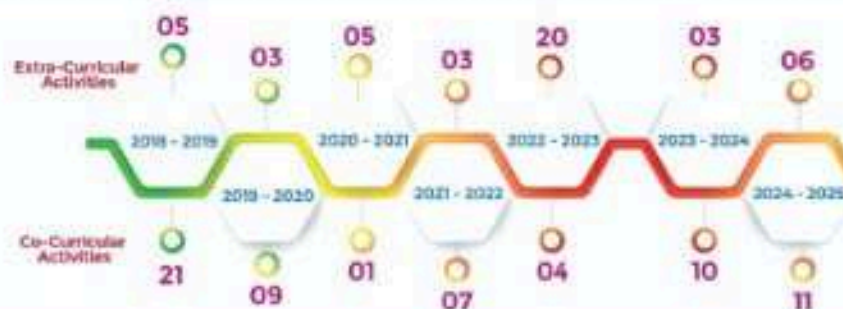 05
03
05
03
20
03
06
Extra-Curricular
Activities
2018 - 2019
2020 - 2021
2022 - 2023
2023 - 2024
2019 - 2020
2021 - 2022
2024 - 2025
Co-Curricular
Activities
21
09
01
07
04
10
11